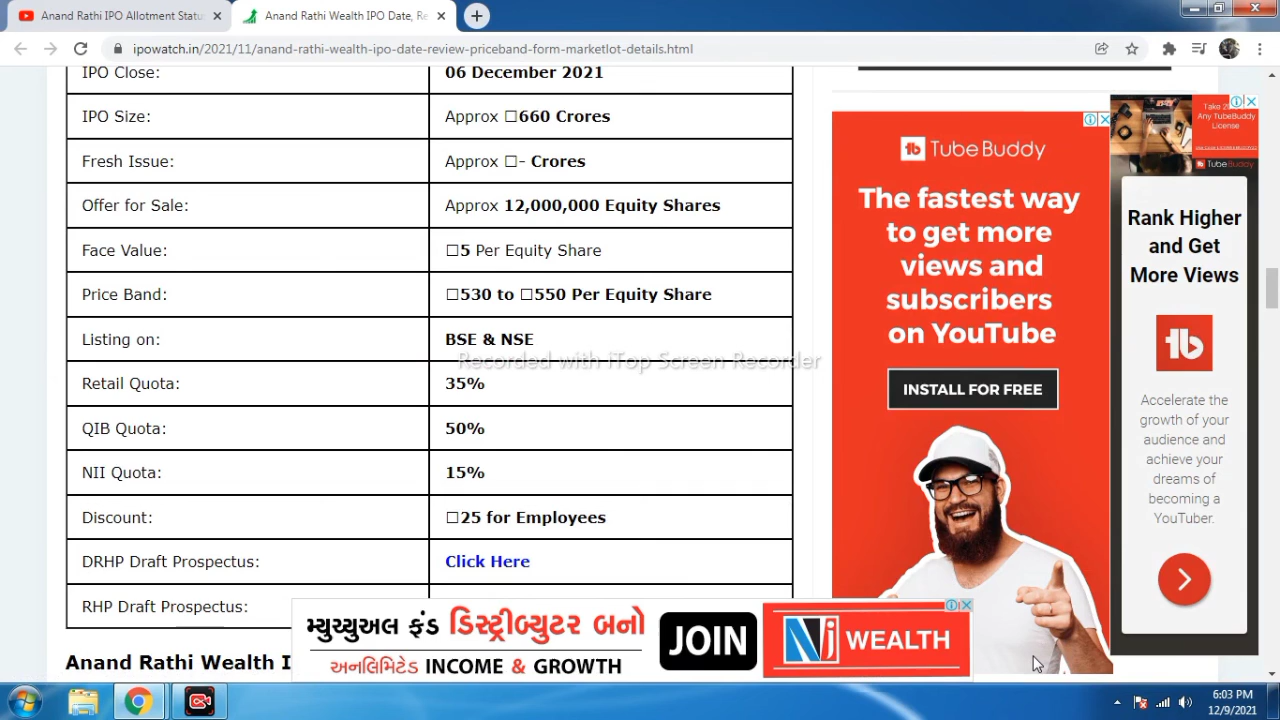 Anand Rathi IPO Allotment Statu
Anand Rathi Wealth IPO Date, Re
ipowatch.in/2021/11/anand-rathi-wealth-ipo-date-review-priceband-form-marketlot-details.html
IPO Close: 06 December 2021
IPO Size: Approx □660 Crores
Fresh Issue: Approx □- Crores
Offer for Sale: Approx 12,000,000 Equity Shares
Face Value: □5 Per Equity Share
Price Band: □530 to □550 Per Equity Share
Listing on: BSE & NSE
Retail Quota: 35%
QIB Quota: 50%
NII Quota: 15%
Discount: □25 for Employees
DRHP Draft Prospectus: Click Here
RHP Draft Prospectus:
Anand Rathi Wealth I
Recorded with iTop Screen Recorder
TubeBuddy
The fastest way
to get more
views and
subscribers
on YouTube
INSTALL FOR FREE
Any TubeBuddy
License
TubeBuddy
Rank Higher
and Get
More Views
tb
Accelerate the
growth of your
audience and
achieve your
dreams of
becoming a
YouTuber.
મ્યુચ્યુઅલ ફંડ ડિસ્ટ્રીબ્યુટર બનો
અનલિમિટેડ INCOME & GROWTH
JOIN
NJ WEALTH
6:03 PM
12/9/2021